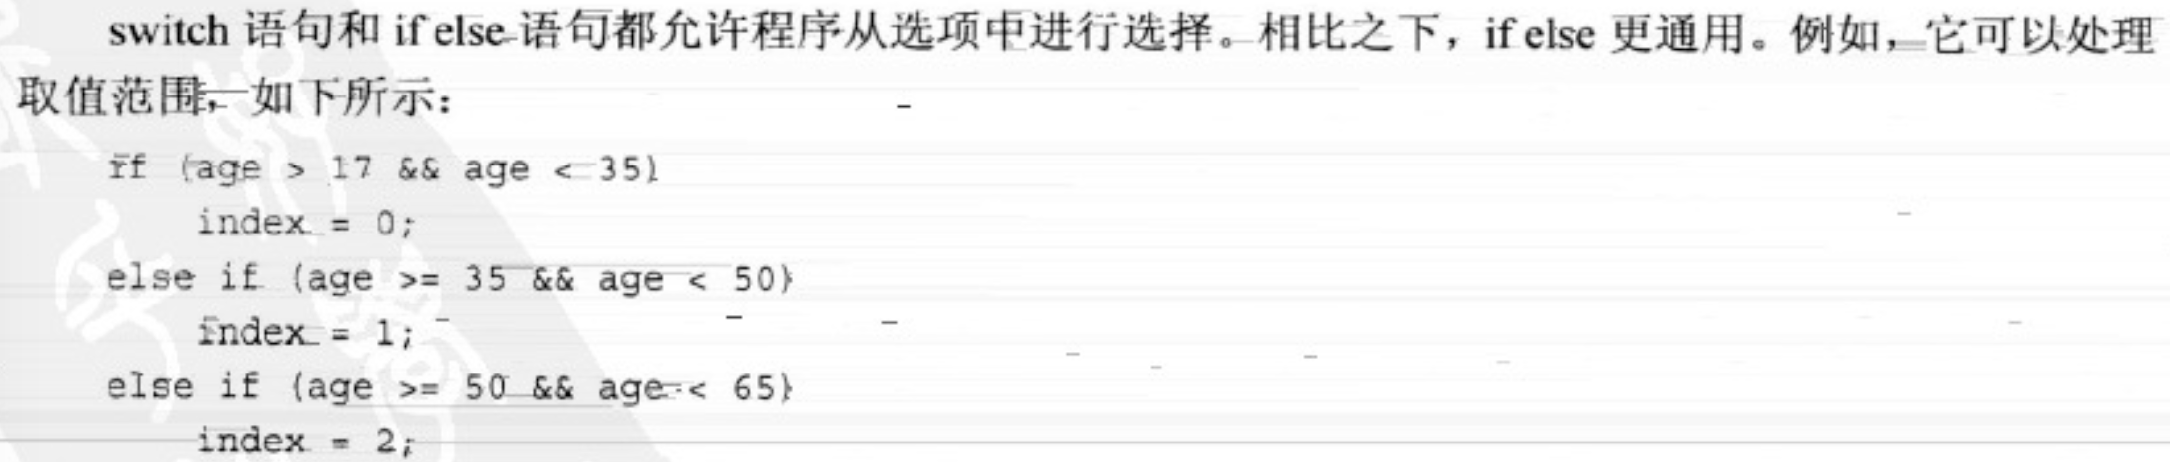 switch 语句和 if else 语句都允许程序从选项中进行选择。相比之下，if else 更通用。例如，它可以处理
取值范围，如下所示：
if (age > 17 && age < 35)
index = 0;
else if (age >= 35 && age < 50)
index = 1;
else if (age >= 50 && age < 65)
index = 2;